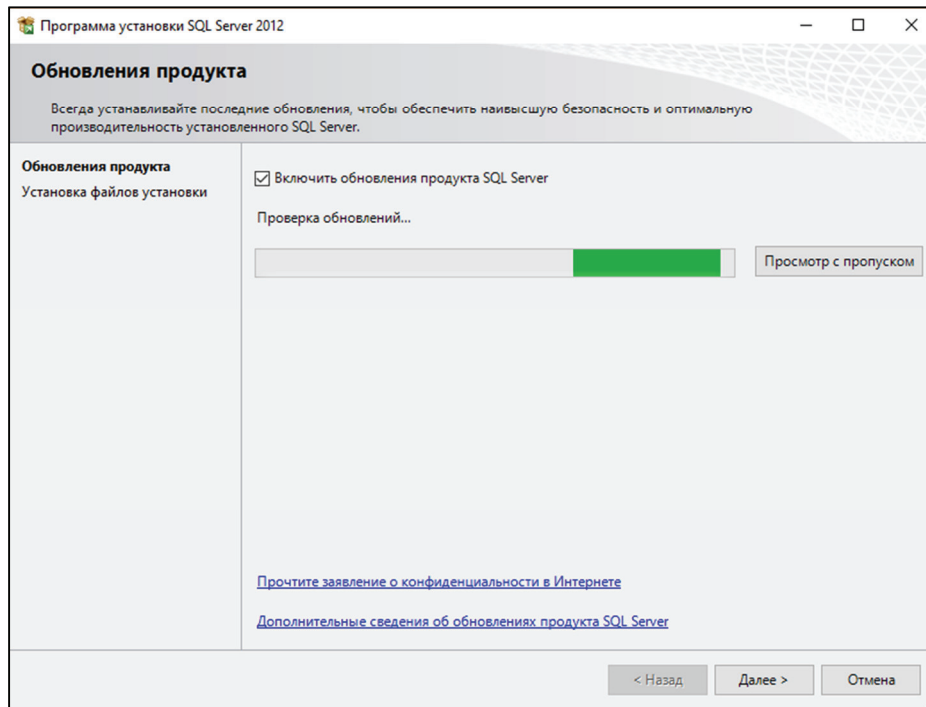 Программа установки SQL Server 2012
Обновления продукта
Всегда устанавливайте последние обновления, чтобы обеспечить наивысшую безопасность и оптимальную
производительность установленного SQL Server.
Обновления продукта
Установка файлов установки
Включить обновления продукта SQL Server
Проверка обновлений...
Просмотр с пропуском
Прочтите заявление о конфиденциальности в Интернете
Дополнительные сведения об обновлениях продукта SQL Server
< Назад
Далее >
Отмена